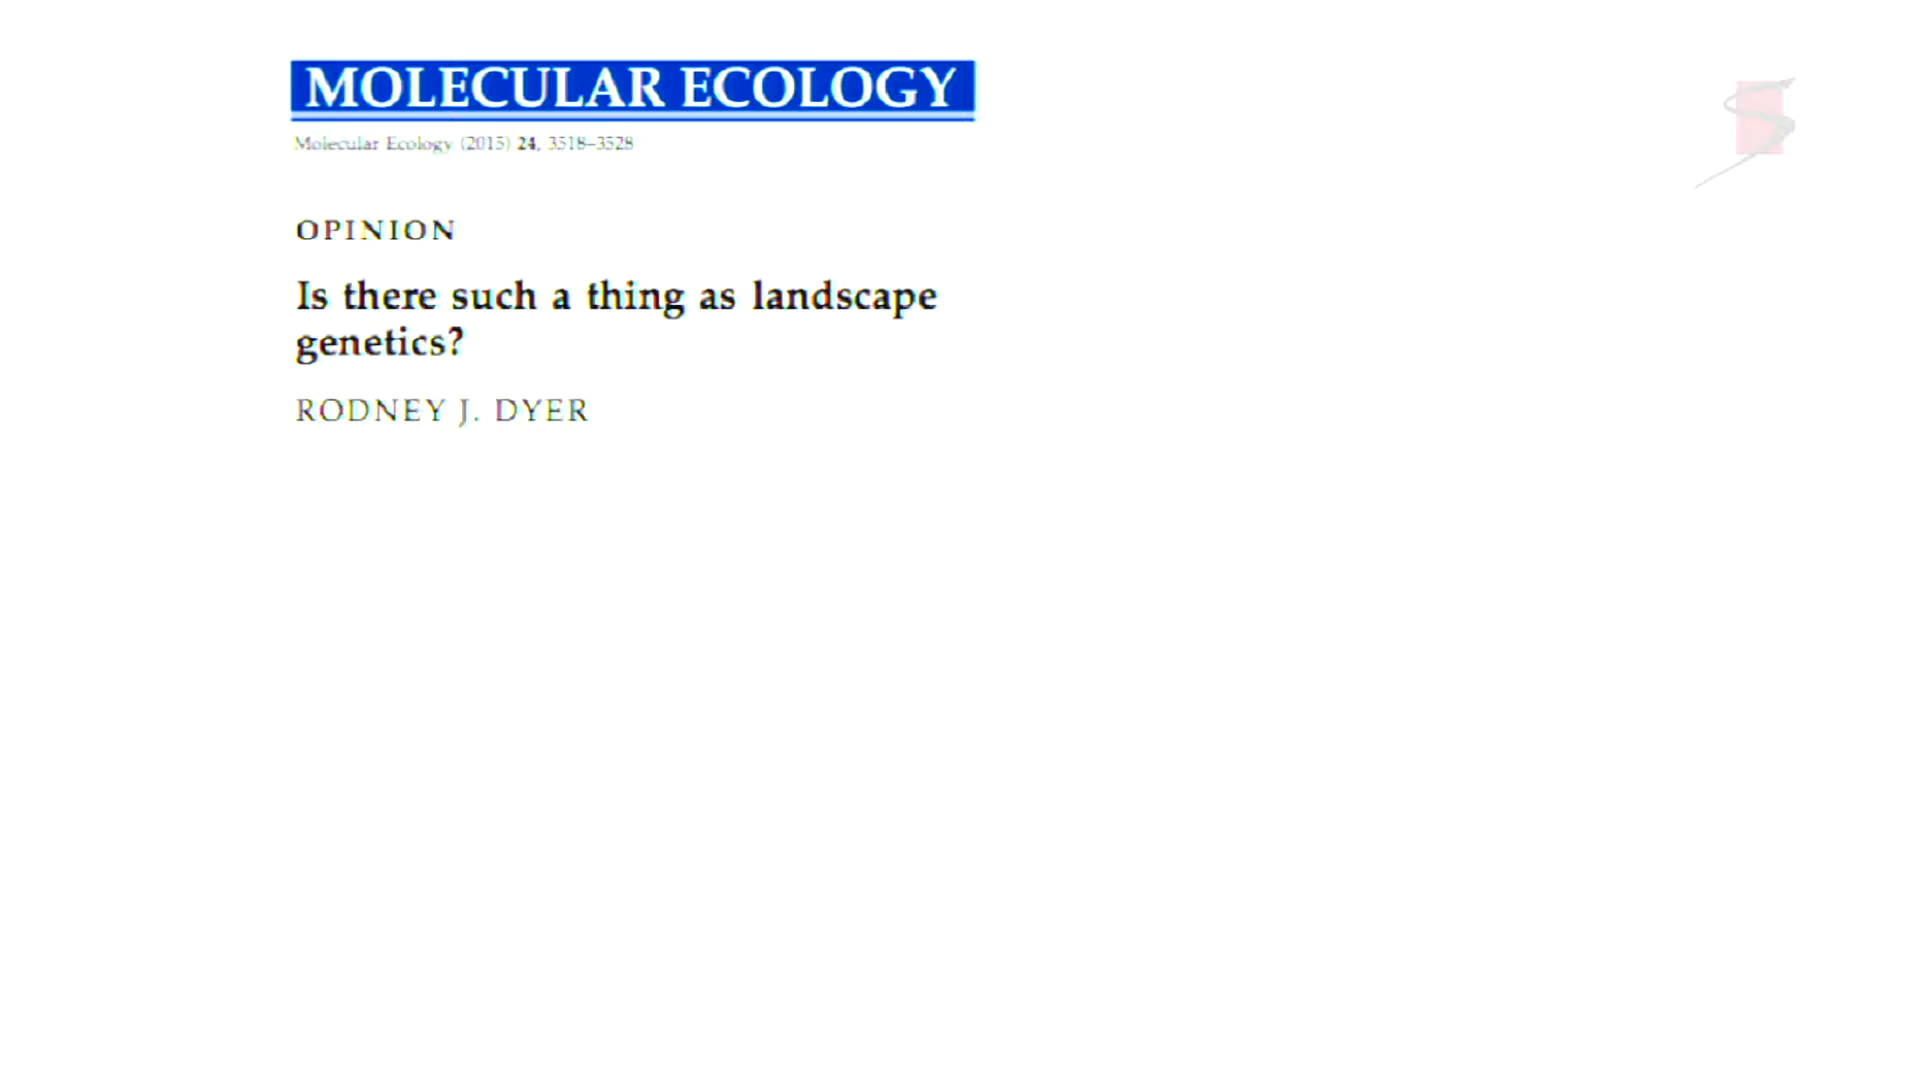 MOLECULAR ECOLOGY
Molecular Ecology (2015) 24, 3518–3528
OPINION
Is there such a thing as landscape
genetics?
RODNEY J. DYER